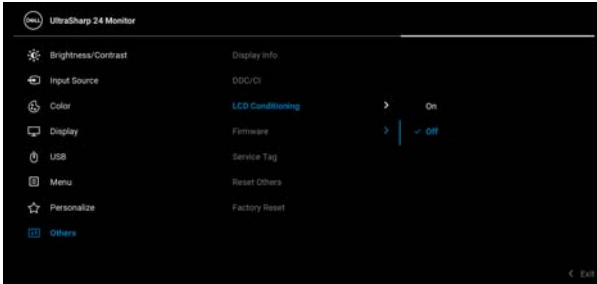 DELL UltraSharp 24 Monitor
Brightness/Contrast
Input Source
Color
Display
USB
Menu
Personalize
Others
Display Info
DDC/CI
LCD Conditioning
Firmware
Service Tag
Reset Others
Factory Reset
On
Off
Exit